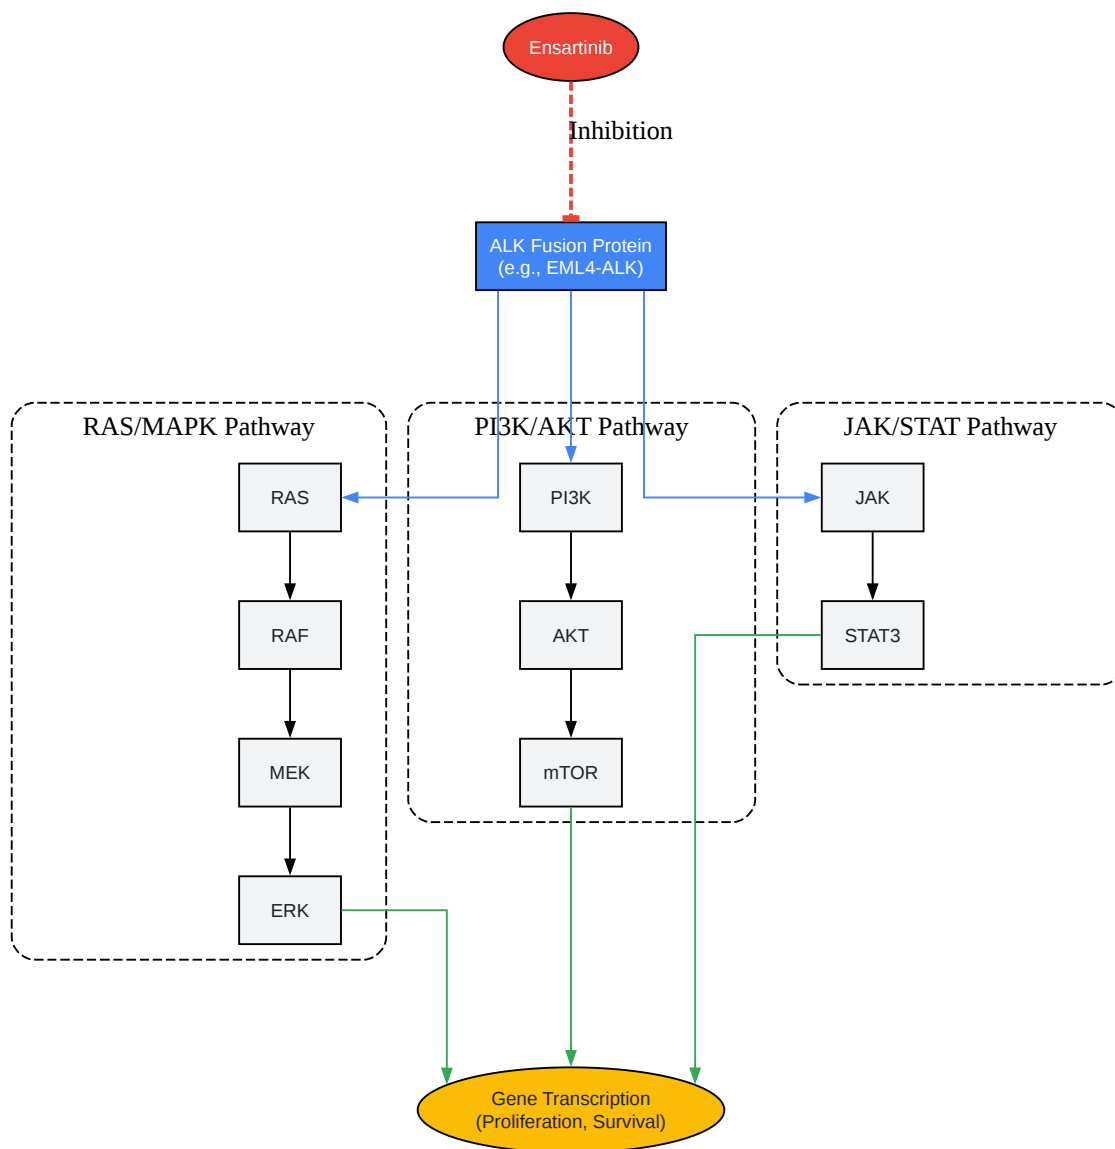 Ensartinib
Inhibition
ALK Fusion Protein
(e.g., EML4-ALK)
RAS/MAPK Pathway
PI3K/AKT Pathway
JAK/STAT Pathway
RAS
PI3K
JAK
RAF
AKT
STAT3
MEK
mTOR
ERK
Gene Transcription
(Proliferation, Survival)